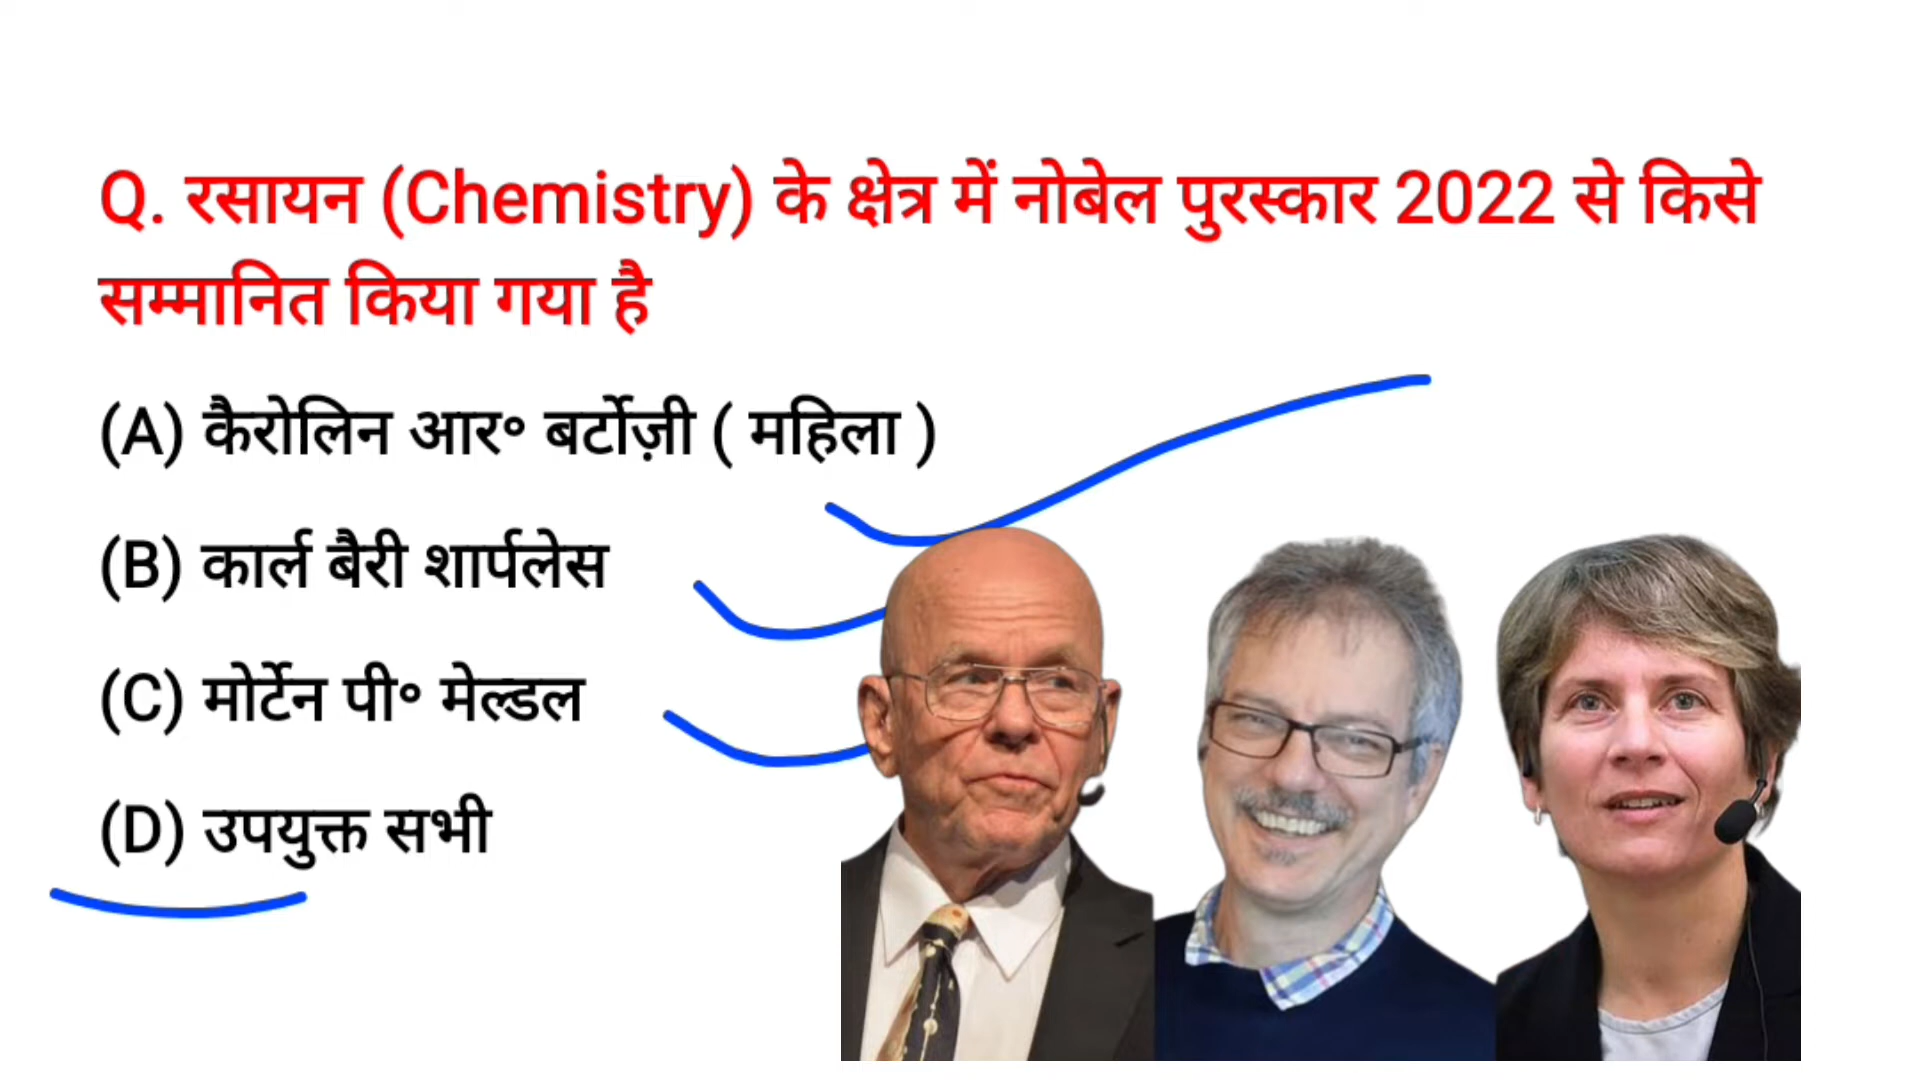 Q. रसायन (Chemistry) के क्षेत्र में नोबेल पुरस्कार 2022 से किसे
सम्मानित किया गया है
(A) कैरोलिन आर॰ बर्टोज़ी ( महिला )
(B) कार्ल बैरी शार्पलेस
(C) मोर्टेन पी॰ मेल्डल
(D) उपयुक्त सभी